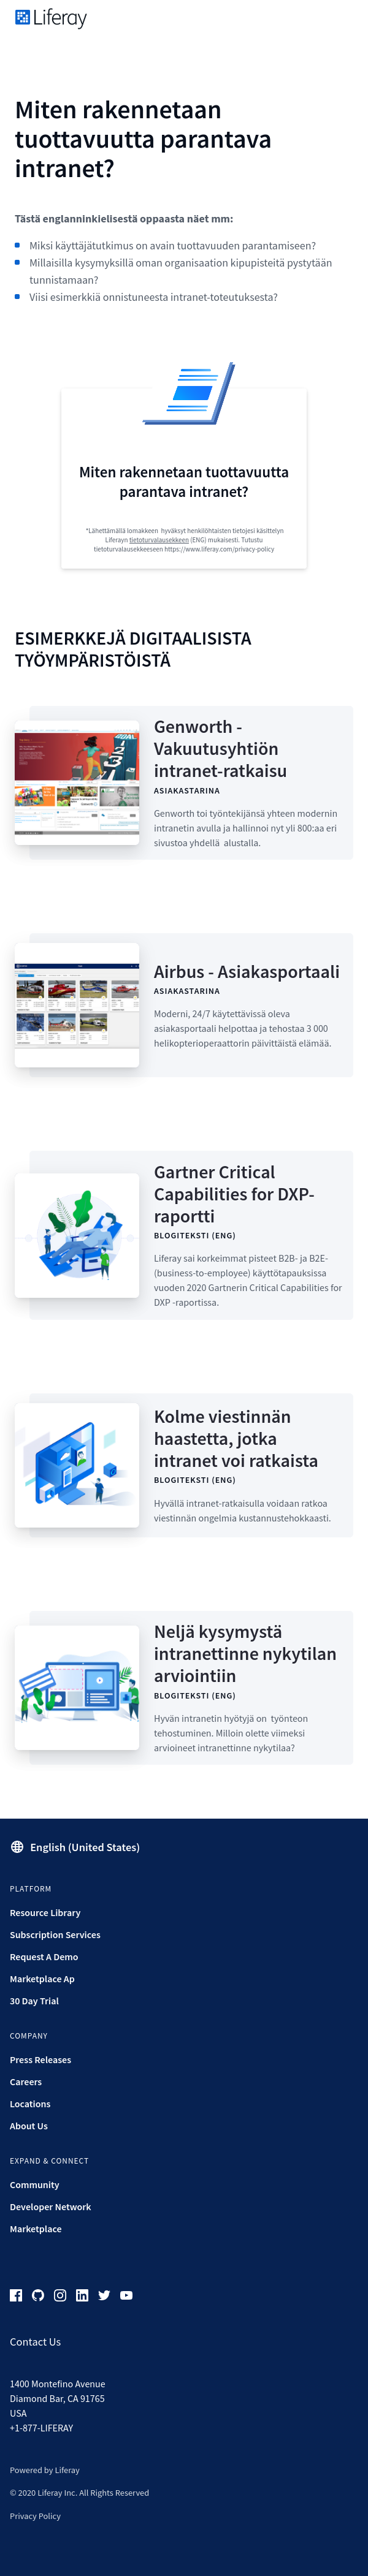 Liferay
Miten rakennetaan
tuottavuutta parantava
intranet?
Tästä englanninkielisestä oppaasta näet mm:
Miksi käyttäjätutkimus on avain tuottavuuden parantamiseen?
Millaisilla kysymyksillä oman organisaation kipupisteitä pystytään
tunnistamaan?
Viisi esimerkkiä onnistuneesta intranet-toteutuksesta?
Miten rakennetaan tuottavuutta
parantava intranet?
*Lähettämällä lomakkeen hyväksyt henkilöhtaisten tietojesi käsittelyn
Liferayn tietoturvalausekkeen (ENG) mukaisesti. Tutustu
tietoturvalausekkeeseen https://www.liferay.com/privacy-policy
ESIMERKKEJÄ DIGITAALISISTA
TYÖYMPÄRISTÖISTÄ
Genworth -
Vakuutusyhtiön
intranet-ratkaisu
ASIAKASTARINA
Genworth toi työntekijänsä yhteen modernin
intranetin avulla ja hallinnoi nyt yli 800:aa eri
sivustoa yhdellä alustalla.
Airbus - Asiakasportaali
ASIAKASTARINA
Moderni, 24/7 käytettävissä oleva
asiakasportaali helpottaa ja tehostaa 3 000
helikopterioperaattorin päivittäistä elämää.
Gartner Critical
Capabilities for DXP-
raportti
BLOGITEKSTI (ENG)
Liferay sai korkeimmat pisteet B2B- ja B2E-
(business-to-employee) käyttötapauksissa
vuoden 2020 Gartnerin Critical Capabilities for
DXP -raportissa.
Kolme viestinnän
haastetta, jotka
intranet voi ratkaista
BLOGITEKSTI (ENG)
Hyvällä intranet-ratkaisulla voidaan ratkoa
viestinnän ongelmia kustannustehokkaasti.
Neljä kysymystä
intranettinne nykytilan
arviointiin
BLOGITEKSTI (ENG)
Hyvän intranetin hyötyjä on työnteon
tehostuminen. Milloin olette viimeksi
arvioineet intranettinne nykytilaa?
English (United States)
PLATFORM
Resource Library
Subscription Services
Request A Demo
Marketplace Ap
30 Day Trial
COMPANY
Press Releases
Careers
Locations
About Us
EXPAND & CONNECT
Community
Developer Network
Marketplace
Contact Us
1400 Montefino Avenue
Diamond Bar, CA 91765
USA
+1-877-LIFERAY
Powered by Liferay
© 2020 Liferay Inc. All Rights Reserved
Privacy Policy